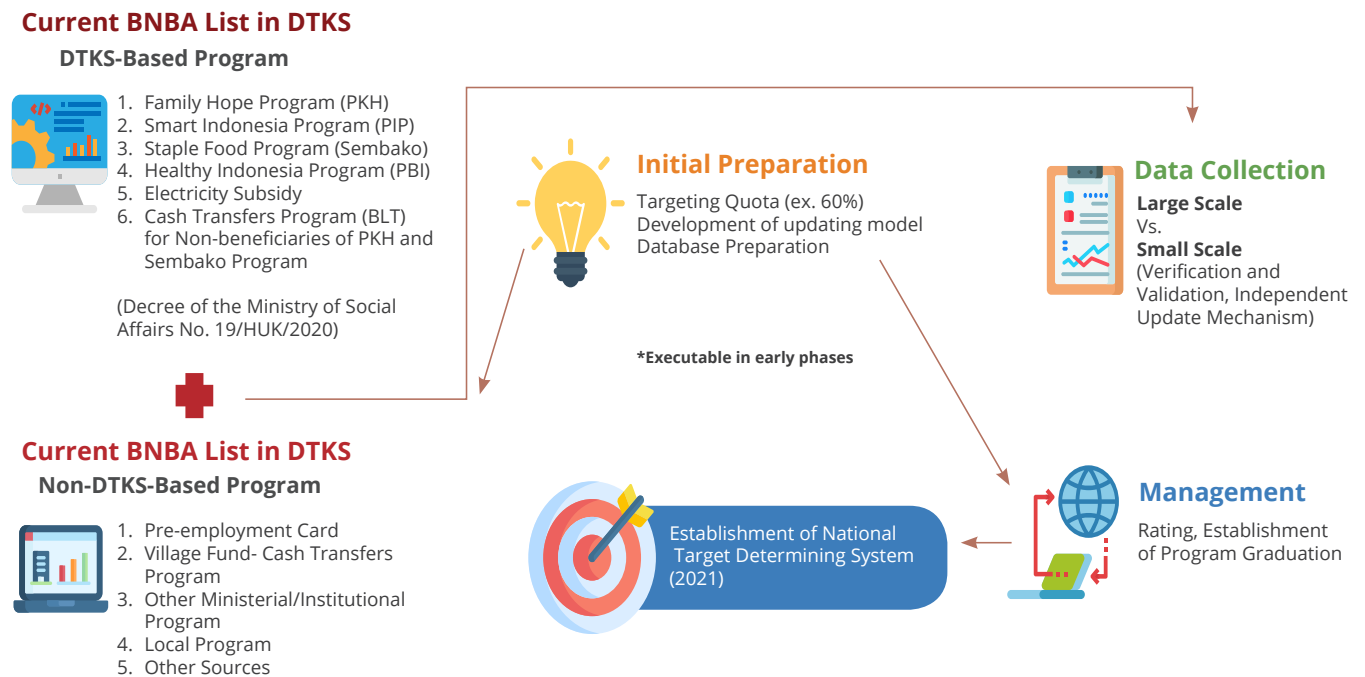 Current BNBA List in DTKS
DTKS-Based Program
1. Family Hope Program (PKH)
2. Smart Indonesia Program (PIP)
3. Staple Food Program (Sembako)
4. Healthy Indonesia Program (PBI)
5. Electricity Subsidy
6. Cash Transfers Program (BLT)
for Non-beneficiaries of PKH and
Sembako Program
(Decree of the Ministry of Social
Affairs No. 19/HUK/2020)
Current BNBA List in DTKS
Non-DTKS-Based Program
1. Pre-employment Card
2. Village Fund- Cash Transfers
Program
3. Other Ministerial/Institutional
Program
4. Local Program
5. Other Sources
Initial Preparation
Targeting Quota (ex. 60%)
Development of updating model
Database Preparation
*Executable in early phases
Data Collection
Large Scale
Vs.
Small Scale
(Verification and
Validation, Independent
Update Mechanism)
Management
Rating, Establishment
of Program Graduation
Establishment of National
Target Determining System
(2021)